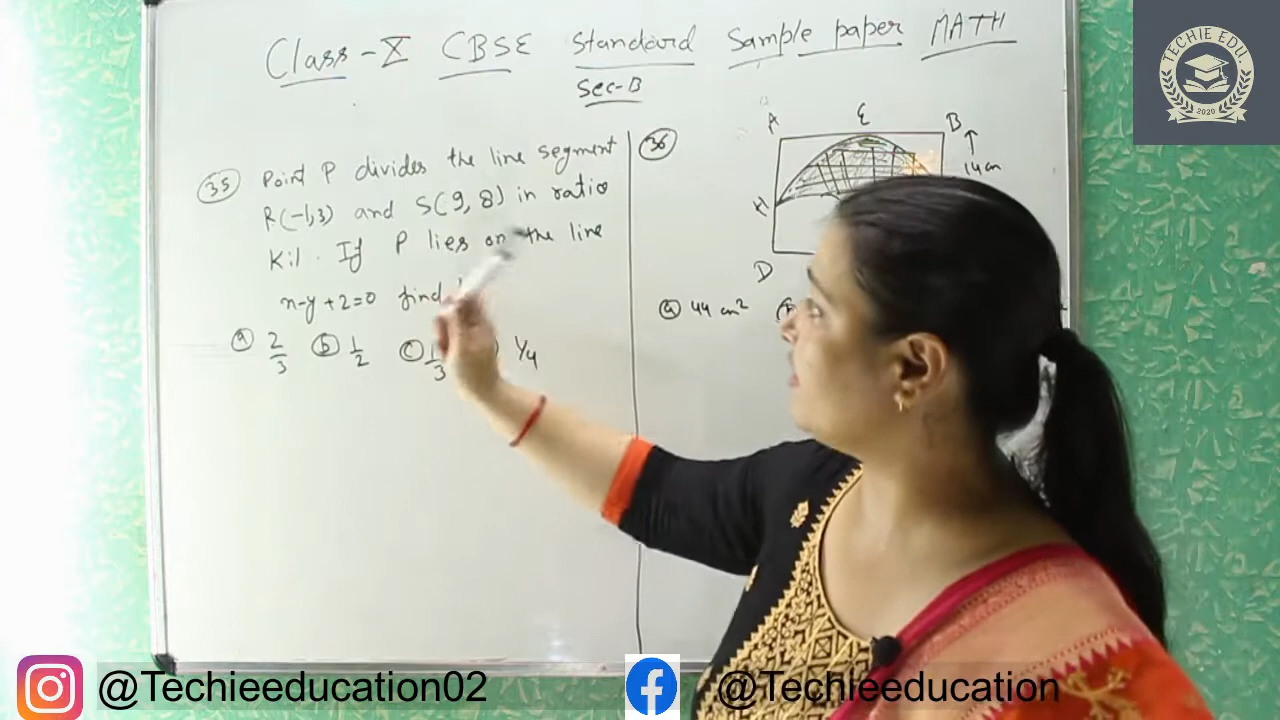 Class-X CBSE Standard Sample paper MATH
Sec-B
TECHIE EDU.
2020
35 Point P divides the line segment
R(-1,3) and S(9, 8) in ratio
K:1. If P lies on the line
x-y+2=0 find
a 2/3 b 1/2 c 1/3 1/4
36
A E B
14cm
H
D
a 44 cm²
@Techieeducation02
@Techieeducation